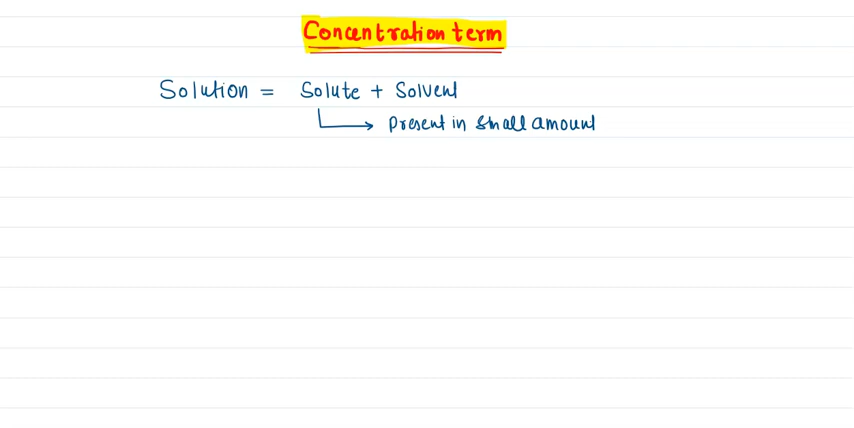 Concentration term
Solution = Solute + Solvent
Present in small amount